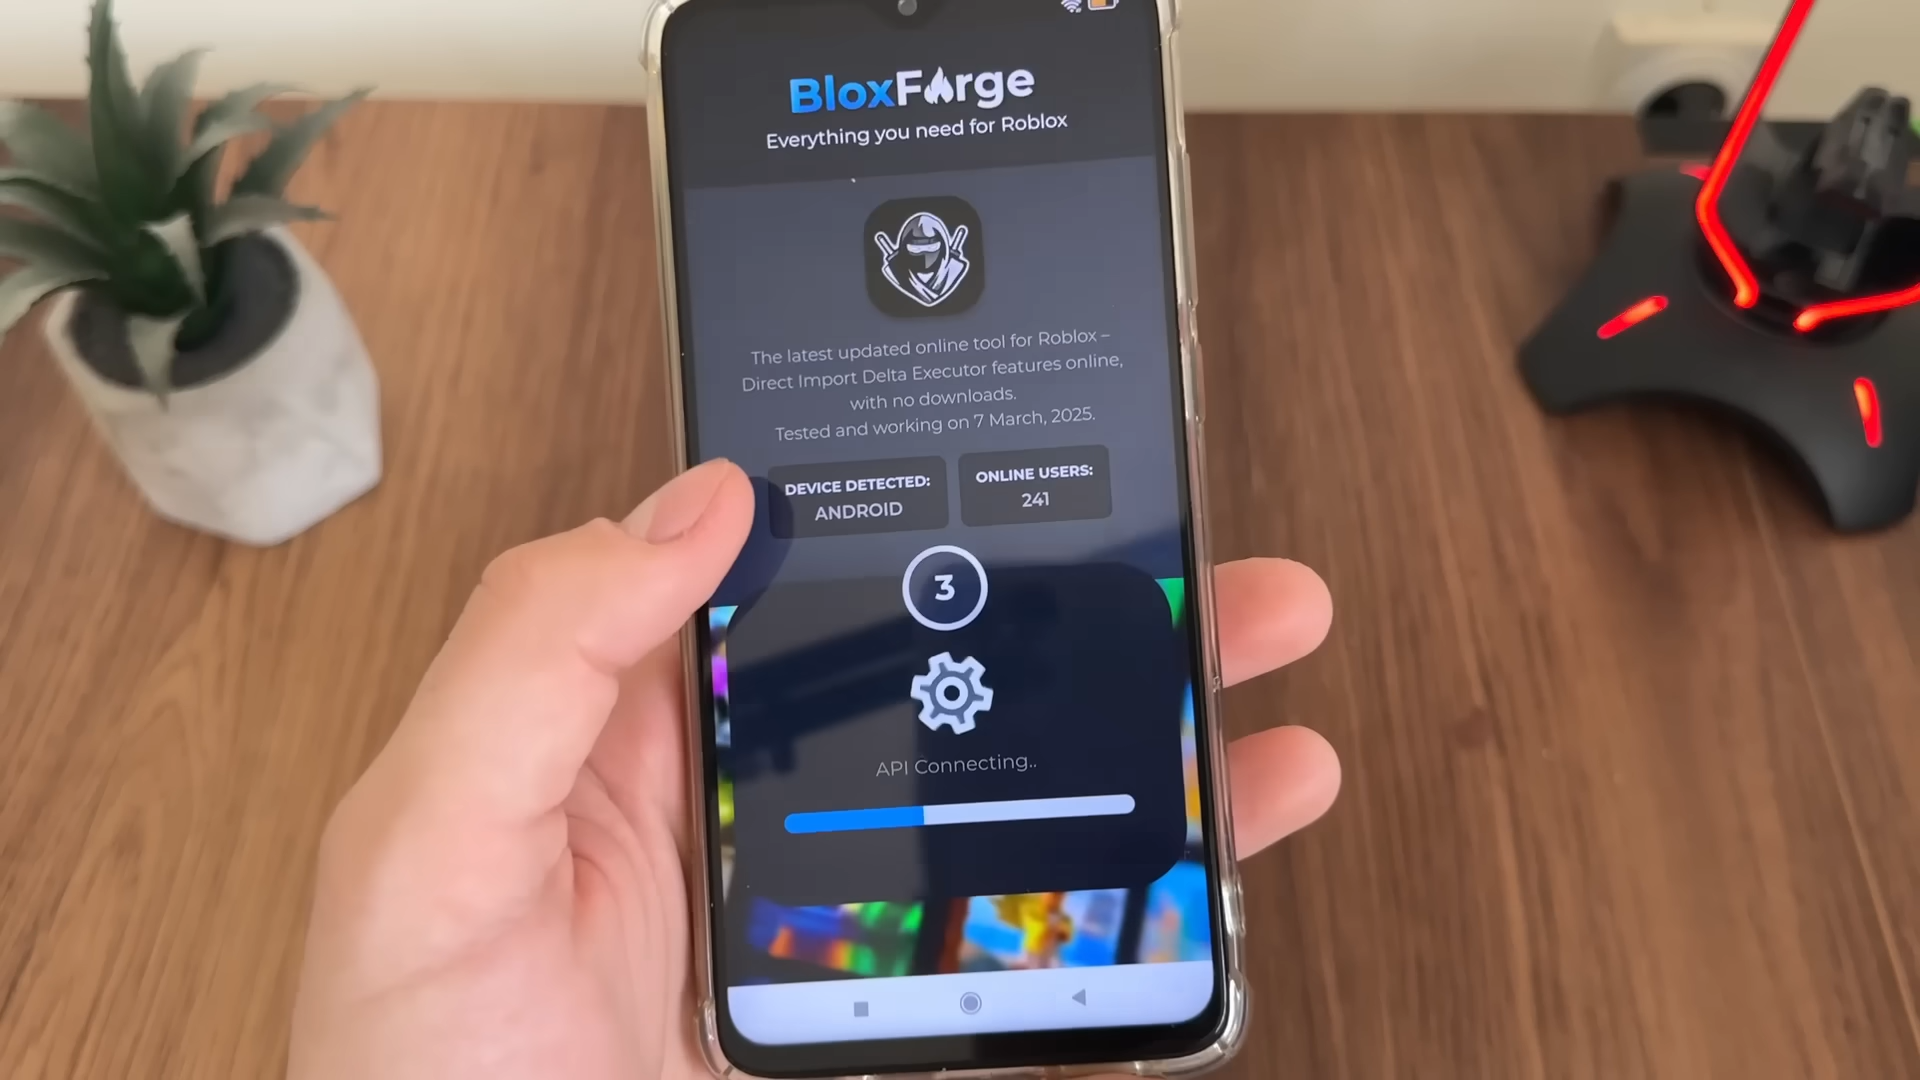 BloxForge
Everything you need for Roblox
The latest updated online tool for Roblox –
Direct Import Delta Executor features online,
with no downloads.
Tested and working on 7 March, 2025.
DEVICE DETECTED:
ANDROID
ONLINE USERS:
241
3
API Connecting..